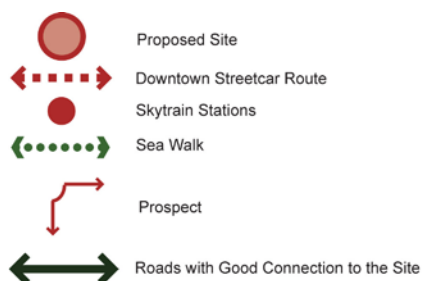 Proposed Site
Downtown Streetcar Route
Skytrain Stations
Sea Walk
Prospect
Roads with Good Connection to the Site